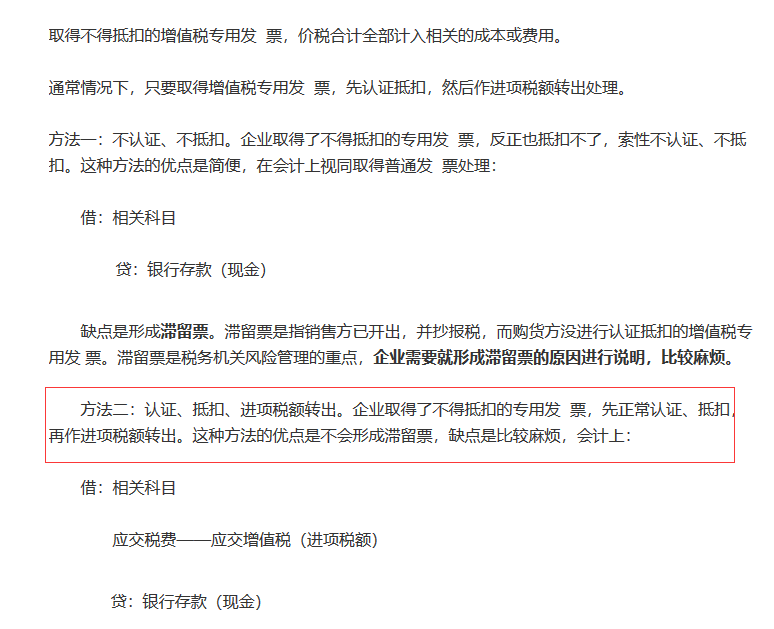 取得不得抵扣的增值税专用发 票，价税合计全部计入相关的成本或费用。
通常情况下，只要取得增值税专用发 票，先认证抵扣，然后作进项税额转出处理。
方法一：不认证、不抵扣。企业取得了不得抵扣的专用发 票，反正也抵扣不了，索性不认证、不抵
扣。这种方法的优点是简便，在会计上视同取得普通发 票处理：
借：相关科目
贷：银行存款（现金）
缺点是形成滞留票。滞留票是指销售方已开出，并抄报税，而购货方没进行认证抵扣的增值税专
用发 票。滞留票是税务机关风险管理的重点，企业需要就形成滞留票的原因进行说明，比较麻烦。
方法二：认证、抵扣、进项税额转出。企业取得了不得抵扣的专用发 票，先正常认证、抵扣，
再作进项税额转出。这种方法的优点是不会形成滞留票，缺点是比较麻烦，会计上：
借：相关科目
应交税费——应交增值税（进项税额）
贷：银行存款（现金）